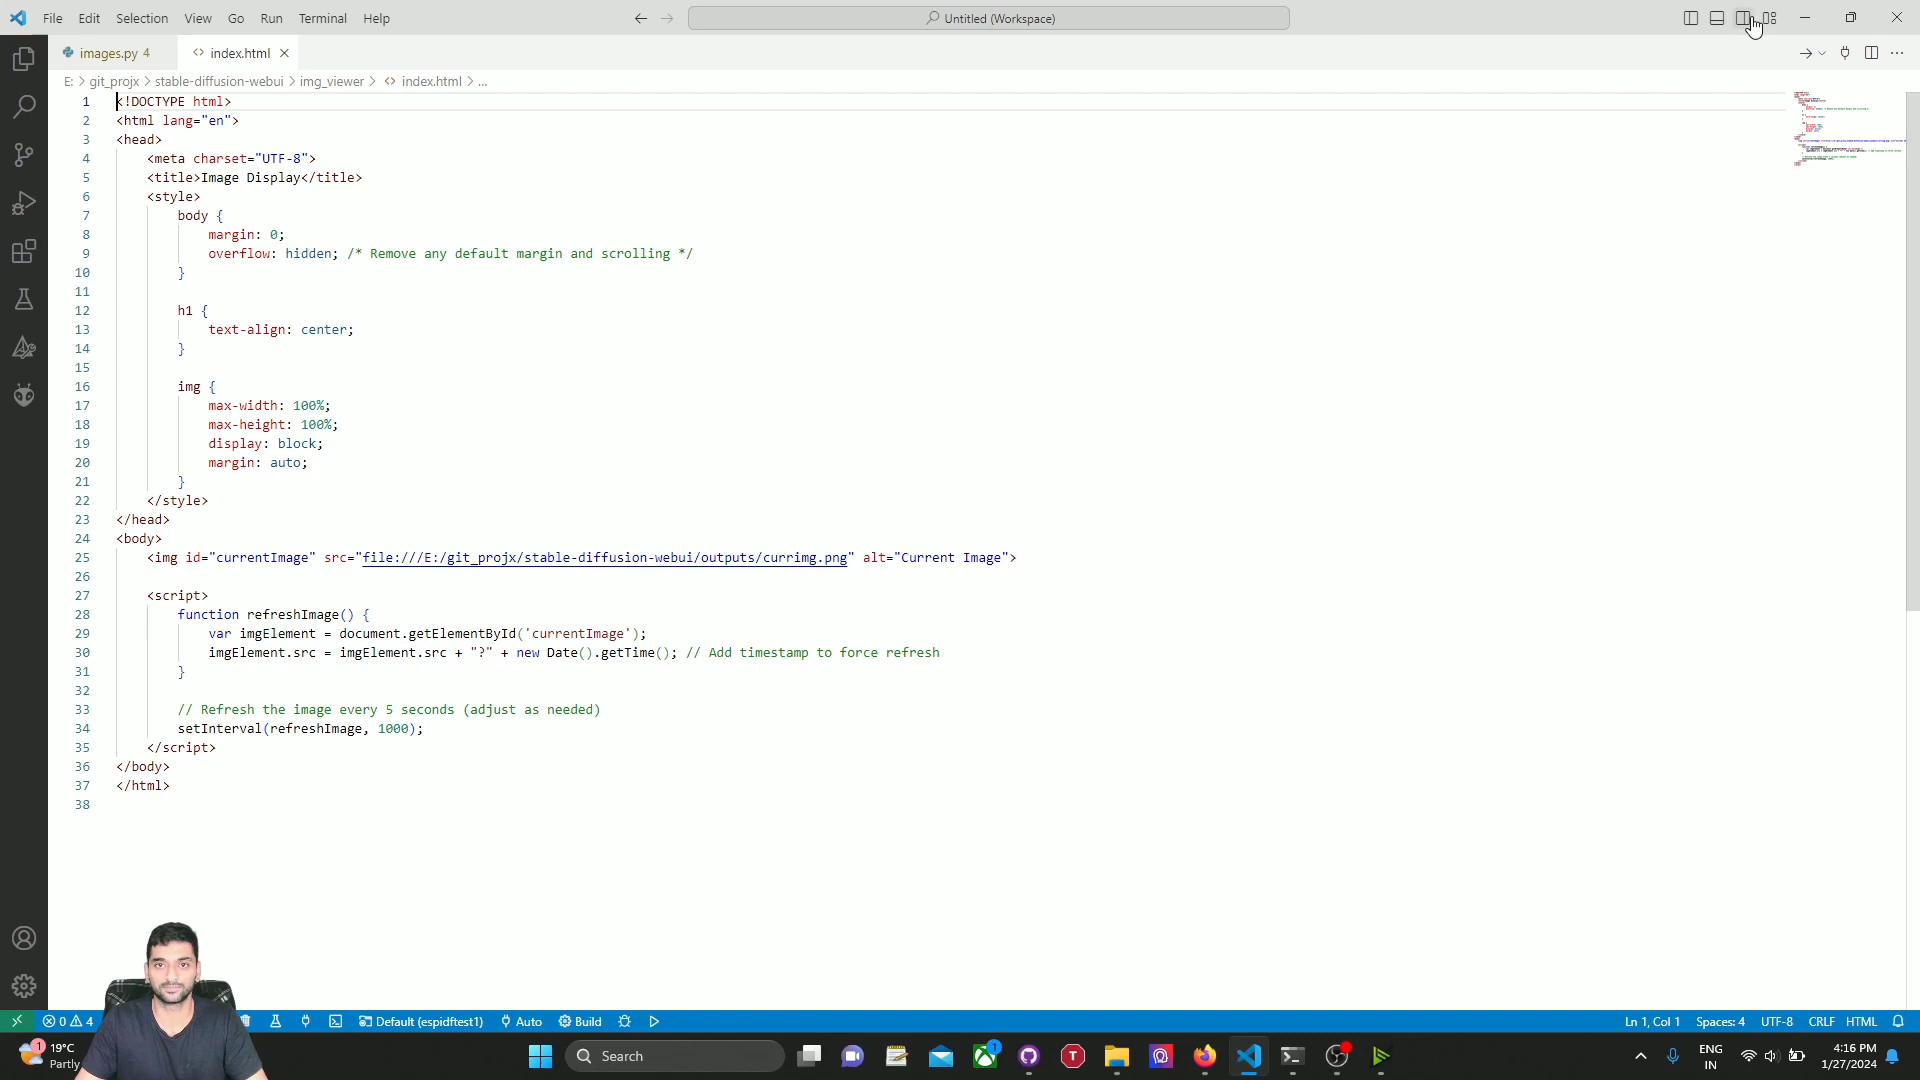 File Edit Selection View Go Run Terminal Help
Untitled (Workspace)
images.py 4
index.html
E: > git_projx > stable-diffusion-webui > img_viewer > index.html > ...
1 <!DOCTYPE html>
2 <html lang="en">
3 <head>
4 <meta charset="UTF-8">
5 <title>Image Display</title>
6 <style>
7 body {
8 margin: 0;
9 overflow: hidden; /* Remove any default margin and scrolling */
10 }
11
12 h1 {
13 text-align: center;
14 }
15
16 img {
17 max-width: 100%;
18 max-height: 100%;
19 display: block;
20 margin: auto;
21 }
22 </style>
23 </head>
24 <body>
25 <img id="currentImage" src="file:///E:/git_projx/stable-diffusion-webui/outputs/currimg.png" alt="Current Image">
26
27 <script>
28 function refreshImage() {
29 var imgElement = document.getElementById('currentImage');
30 imgElement.src = imgElement.src + "?" + new Date().getTime(); // Add timestamp to force refresh
31 }
32
33 // Refresh the image every 5 seconds (adjust as needed)
34 setInterval(refreshImage, 1000);
35 </script>
36 </body>
37 </html>
38
0 4 Default (espidftest1) Auto Build
Ln 1, Col 1 Spaces: 4 UTF-8 CRLF HTML
1 19°C
Partly
Search
1
T
ENG
IN
4:16 PM
1/27/2024